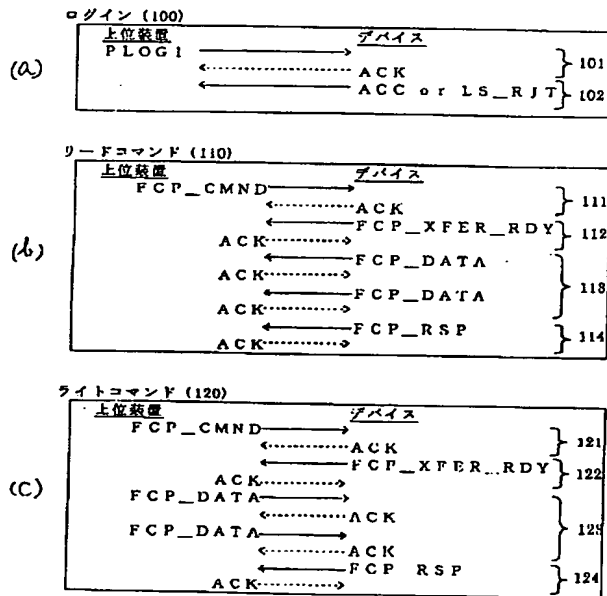 ログイン (100)
上位装置 デバイス
(a)
PLOGI
ACK
101
ACC or LS_RJT
102
リードコマンド (110)
上位装置 デバイス
(b)
FCP_CMND
ACK
111
FCP_XFER_RDY
ACK
112
FCP_DATA
ACK
FCP_DATA
ACK
113
FCP_RSP
ACK
114
ライトコマンド (120)
上位装置 デバイス
(C)
FCP_CMND
ACK
121
FCP_XFER_RDY
ACK
122
FCP_DATA
ACK
FCP_DATA
ACK
123
FCP RSP
ACK
124